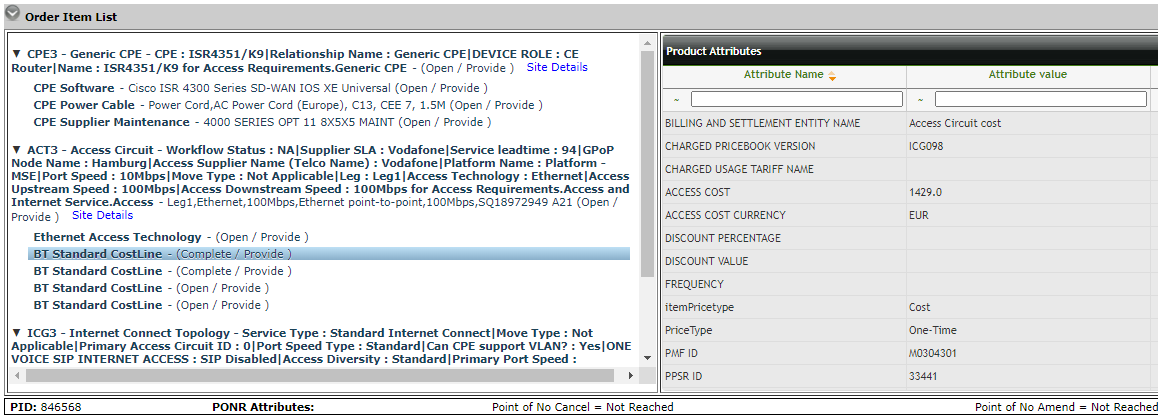 Order Item List
▼ CPE3 - Generic CPE - CPE : ISR4351/K9|Relationship Name : Generic CPE|DEVICE ROLE : CE
Router|Name : ISR4351/K9 for Access Requirements.Generic CPE - (Open / Provide ) Site Details
CPE Software - Cisco ISR 4300 Series SD-WAN IOS XE Universal (Open / Provide )
CPE Power Cable - Power Cord,AC Power Cord (Europe), C13, CEE 7, 1.5M (Open / Provide )
CPE Supplier Maintenance - 4000 SERIES OPT 11 8X5X5 MAINT (Open / Provide )
▼ ACT3 - Access Circuit - Workflow Status : NA|Supplier SLA : Vodafone|Service leadtime : 94|GPoP
Node Name : Hamburg|Access Supplier Name (Telco Name) : Vodafone|Platform Name : Platform -
MSE|Port Speed : 10Mbps|Move Type : Not Applicable|Leg : Leg1|Access Technology : Ethernet|Access
Upstream Speed : 100Mbps|Access Downstream Speed : 100Mbps for Access Requirements.Access and
Internet Service.Access - Leg1,Ethernet,100Mbps,Ethernet point-to-point,100Mbps,SQ18972949 A21 (Open /
Provide ) Site Details
Ethernet Access Technology - (Open / Provide )
BT Standard CostLine - (Complete / Provide )
BT Standard CostLine - (Complete / Provide )
BT Standard CostLine - (Open / Provide )
BT Standard CostLine - (Open / Provide )
▼ ICG3 - Internet Connect Topology - Service Type : Standard Internet Connect|Move Type : Not
Applicable|Primary Access Circuit ID : 0|Port Speed Type : Standard|Can CPE support VLAN? : Yes|ONE
VOICE SIP INTERNET ACCESS : SIP Disabled|Access Diversity : Standard|Primary Port Speed :
Product Attributes
Attribute Name Attribute value
~ ~
BILLING AND SETTLEMENT ENTITY NAME Access Circuit cost
CHARGED PRICEBOOK VERSION ICG098
CHARGED USAGE TARIFF NAME
ACCESS COST 1429.0
ACCESS COST CURRENCY EUR
DISCOUNT PERCENTAGE
DISCOUNT VALUE
FREQUENCY
itemPricetype Cost
PriceType One-Time
PMF ID M0304301
PPSR ID 33441
PID: 846568 PONR Attributes: Point of No Cancel = Not Reached Point of No Amend = Not Reached